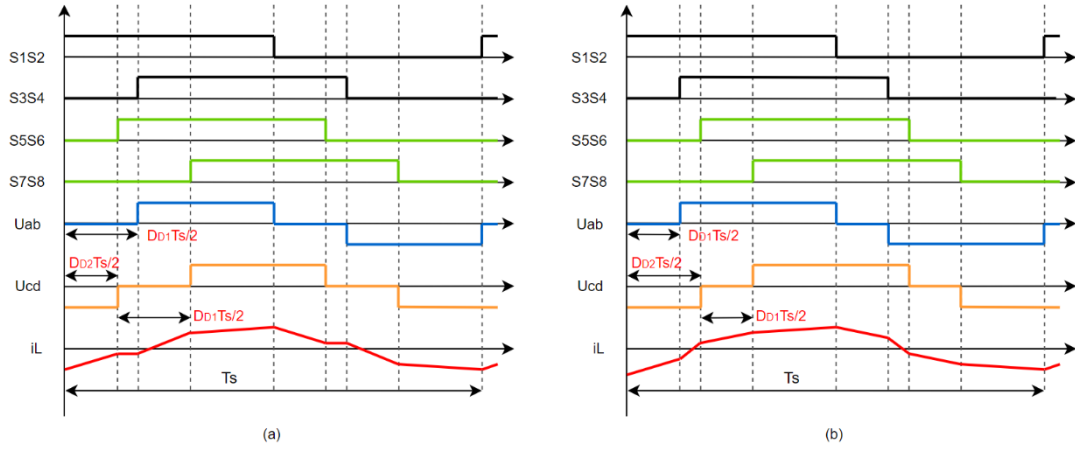 S1S2
S3S4
S5S6
S7S8
Uab
DD1Ts/2
DD2Ts/2
Ucd
DD1Ts/2
iL
Ts
(a)
S1S2
S3S4
S5S6
S7S8
Uab
DD1Ts/2
DD2Ts/2
Ucd
DD1Ts/2
iL
Ts
(b)